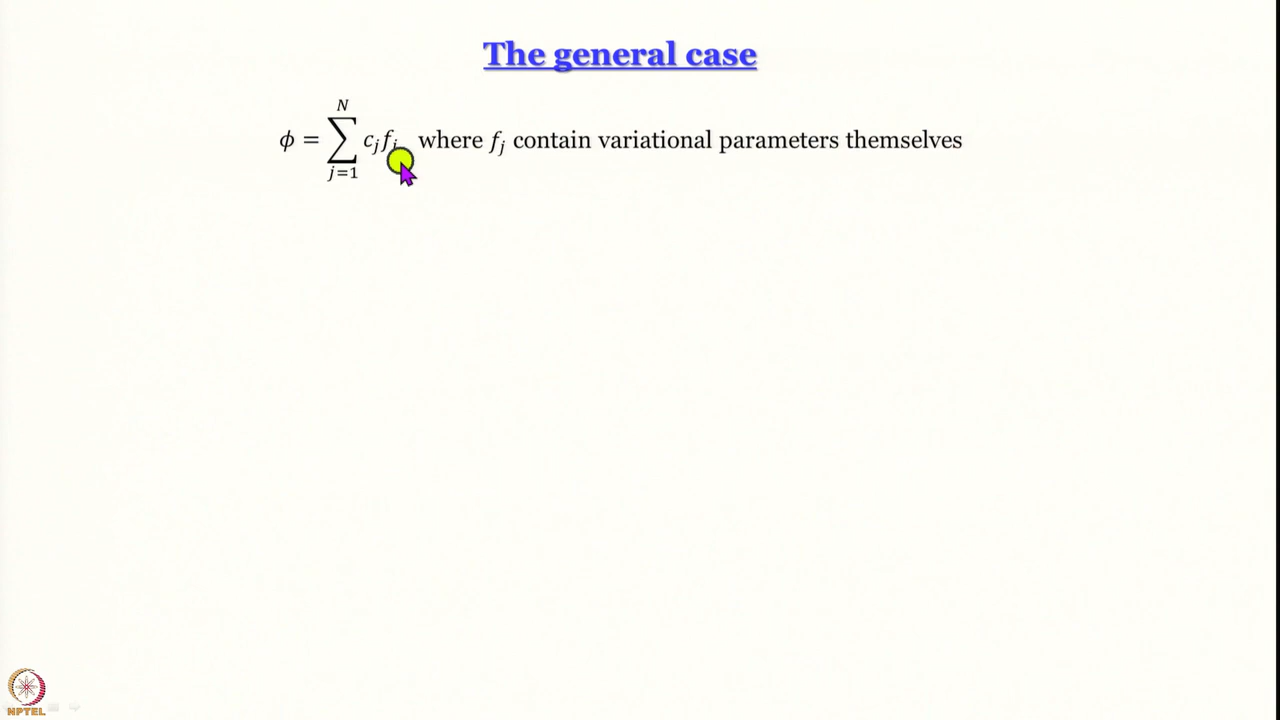 The general case
ϕ = ∑_{j=1}^{N} c_j f_j where f_j contain variational parameters themselves
NPTEL